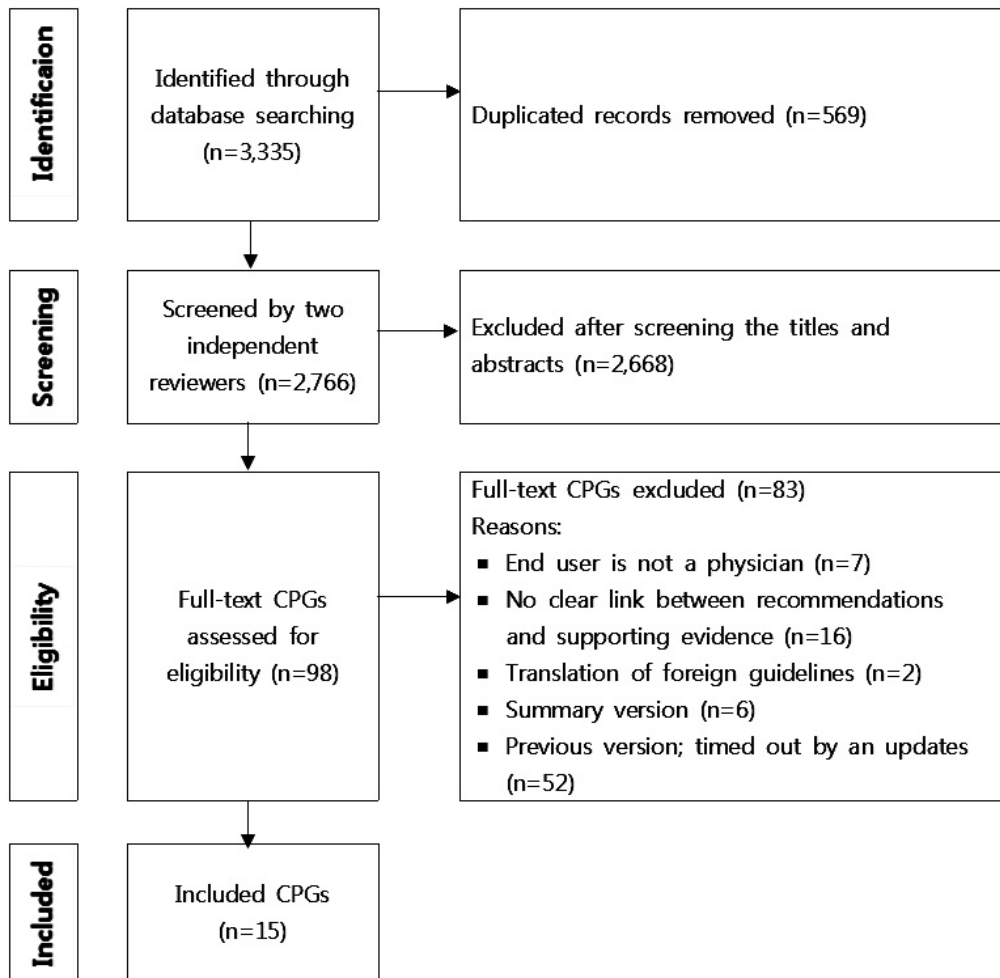 Identificaion
Identified through
database searching
(n=3,335)
Duplicated records removed (n=569)
Screening
Screened by two
independent
reviewers (n=2,766)
Excluded after screening the titles and
abstracts (n=2,668)
Eligibility
Full-text CPGs
assessed for
eligibility (n=98)
Full-text CPGs excluded (n=83)
Reasons:
▪ End user is not a physician (n=7)
▪ No clear link between recommendations
and supporting evidence (n=16)
▪ Translation of foreign guidelines (n=2)
▪ Summary version (n=6)
▪ Previous version; timed out by an updates
(n=52)
Included
Included CPGs
(n=15)